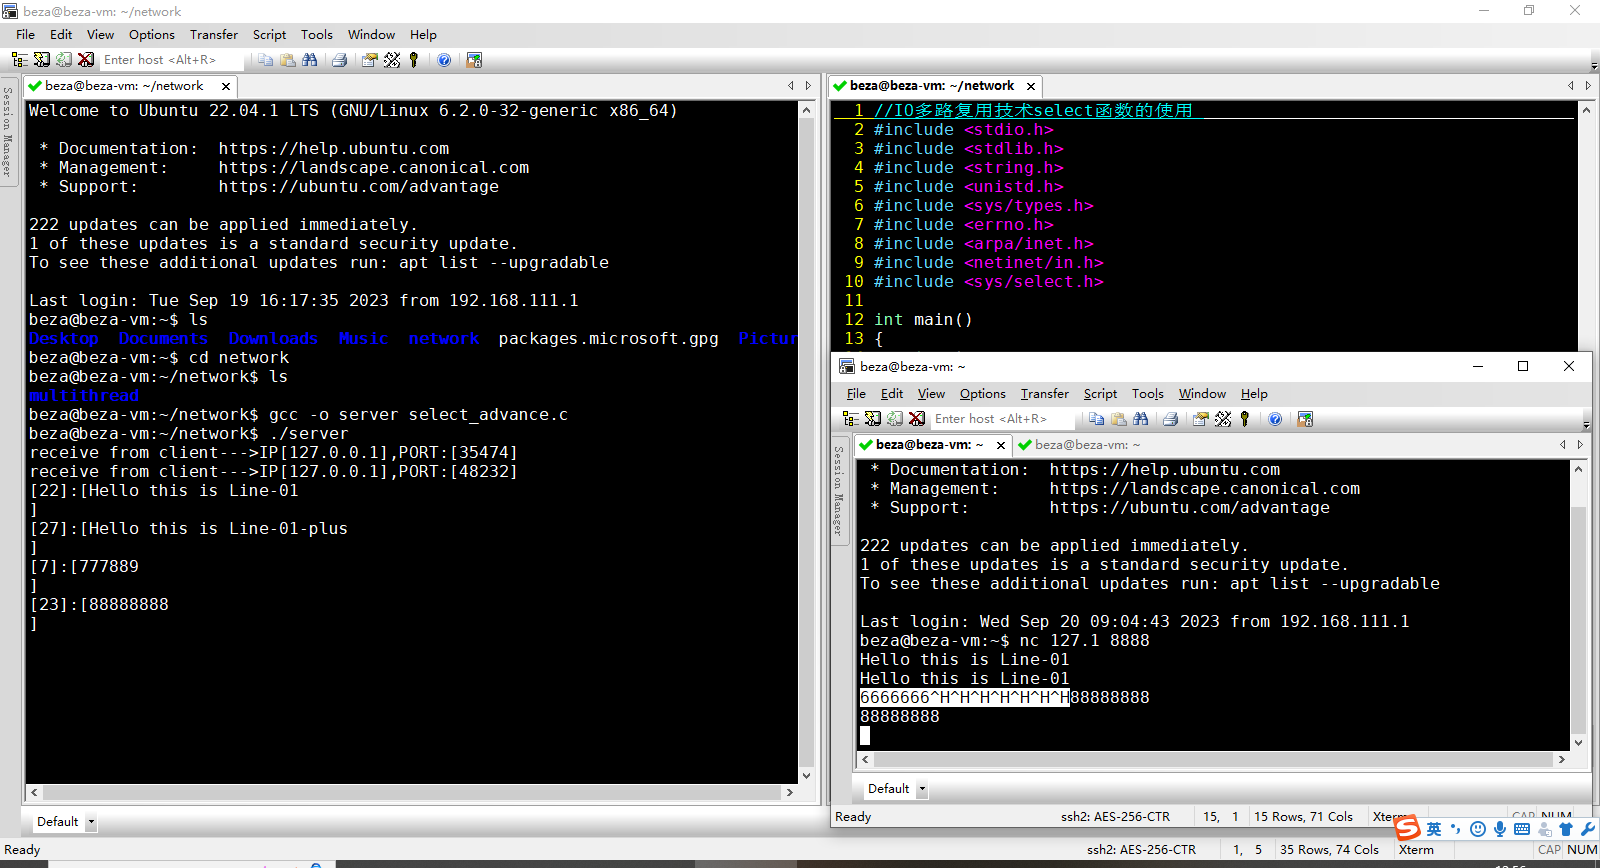 beza@beza-vm: ~/network
File Edit View Options Transfer Script Tools Window Help
Enter host <Alt+R>
Session Manager
beza@beza-vm: ~/network
Welcome to Ubuntu 22.04.1 LTS (GNU/Linux 6.2.0-32-generic x86_64)
* Documentation: https://help.ubuntu.com
* Management: https://landscape.canonical.com
* Support: https://ubuntu.com/advantage
222 updates can be applied immediately.
1 of these updates is a standard security update.
To see these additional updates run: apt list --upgradable
Last login: Tue Sep 19 16:17:35 2023 from 192.168.111.1
beza@beza-vm:~$ ls
Desktop Documents Downloads Music network packages.microsoft.gpg Pictur
beza@beza-vm:~$ cd network
beza@beza-vm:~/network$ ls
multithread
beza@beza-vm:~/network$ gcc -o server select_advance.c
beza@beza-vm:~/network$ ./server
receive from client--->IP[127.0.0.1],PORT:[35474]
receive from client--->IP[127.0.0.1],PORT:[48232]
[22]:[Hello this is Line-01
]
[27]:[Hello this is Line-01-plus
]
[7]:[777889
]
[23]:[88888888
]
Default
Ready
beza@beza-vm: ~/network
1 //IO多路复用技术select函数的使用
2 #include <stdio.h>
3 #include <stdlib.h>
4 #include <string.h>
5 #include <unistd.h>
6 #include <sys/types.h>
7 #include <errno.h>
8 #include <arpa/inet.h>
9 #include <netinet/in.h>
10 #include <sys/select.h>
11
12 int main()
13 {
beza@beza-vm: ~
File Edit View Options Transfer Script Tools Window Help
Enter host <Alt+R>
Session Manager
beza@beza-vm: ~ beza@beza-vm: ~
* Documentation: https://help.ubuntu.com
* Management: https://landscape.canonical.com
* Support: https://ubuntu.com/advantage
222 updates can be applied immediately.
1 of these updates is a standard security update.
To see these additional updates run: apt list --upgradable
Last login: Wed Sep 20 09:04:43 2023 from 192.168.111.1
beza@beza-vm:~$ nc 127.1 8888
Hello this is Line-01
Hello this is Line-01
6666666^H^H^H^H^H^H^H88888888
88888888
Default
Ready ssh2: AES-256-CTR 15, 1 15 Rows, 71 Cols Xterm CAP NUM
英
ssh2: AES-256-CTR 1, 5 35 Rows, 74 Cols Xterm CAP NUM